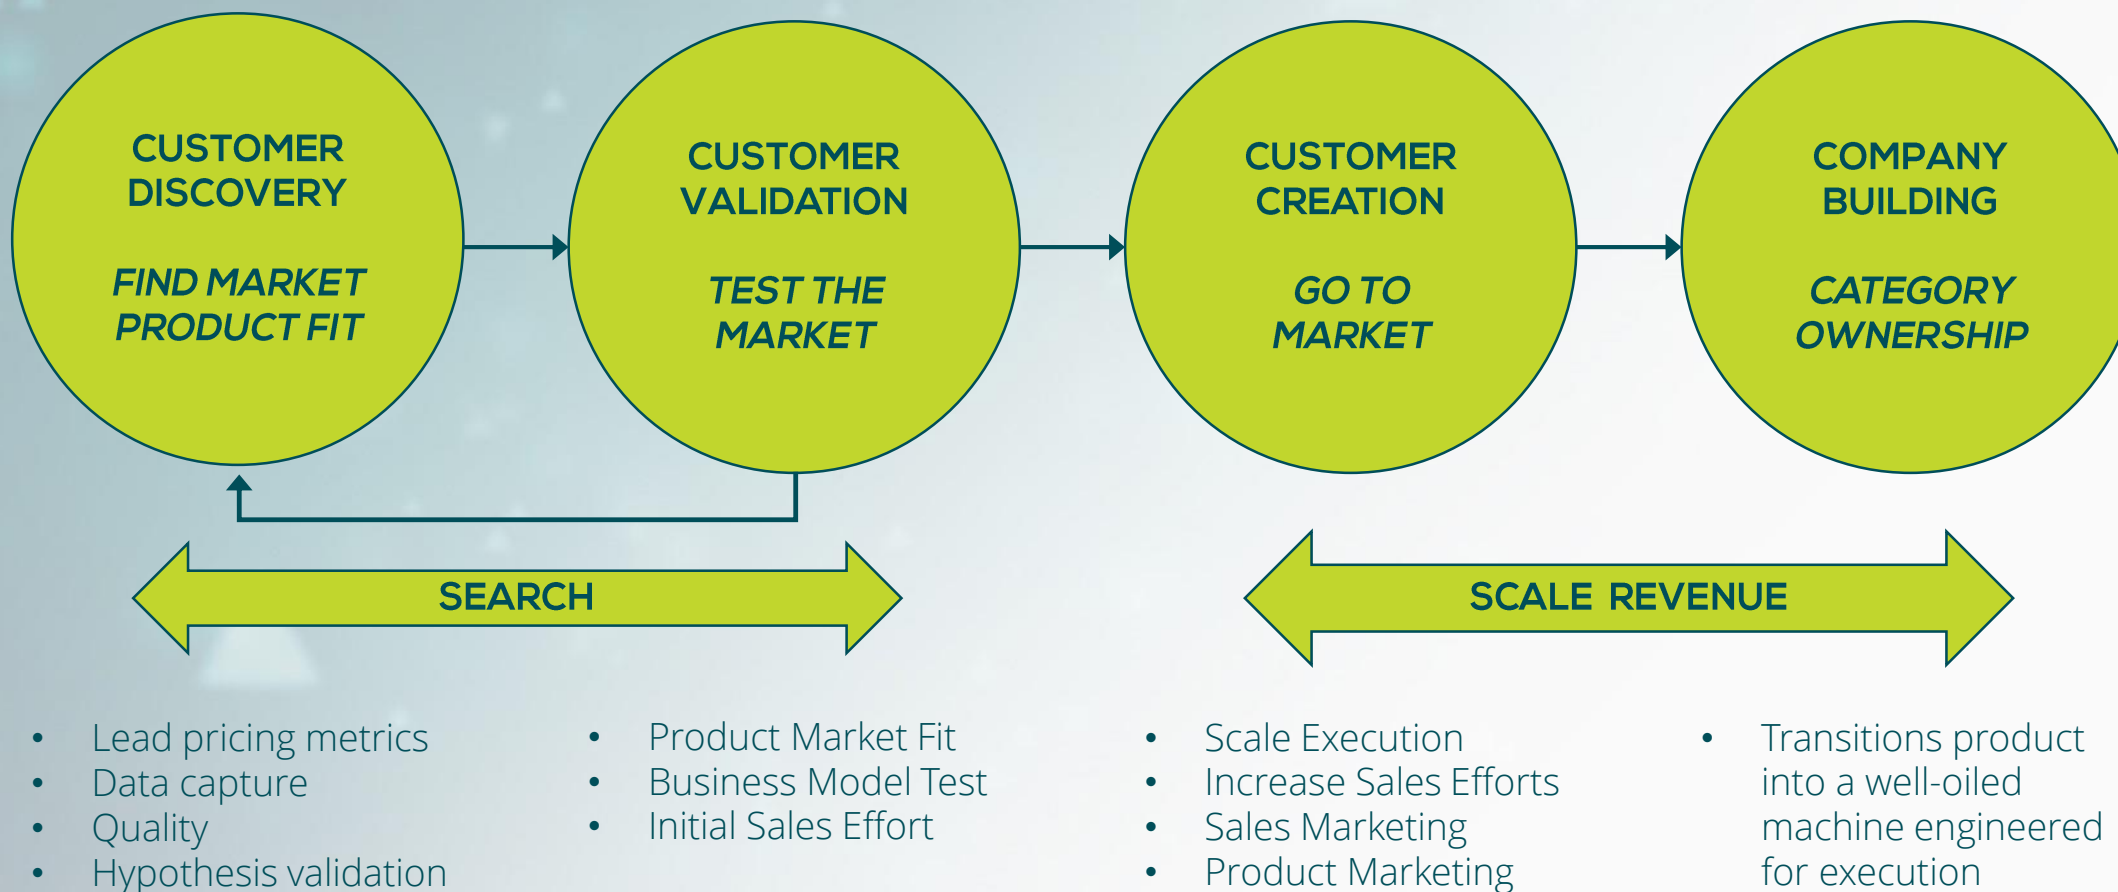 CUSTOMER
DISCOVERY
FIND MARKET
PRODUCT FIT
CUSTOMER
VALIDATION
TEST THE
MARKET
CUSTOMER
CREATION
GO TO
MARKET
COMPANY
BUILDING
CATEGORY
OWNERSHIP
SEARCH
SCALE REVENUE
• Lead pricing metrics
• Data capture
• Quality
• Hypothesis validation
• Product Market Fit
• Business Model Test
• Initial Sales Effort
• Scale Execution
• Increase Sales Efforts
• Sales Marketing
• Product Marketing
• Transitions product
into a well-oiled
machine engineered
for execution